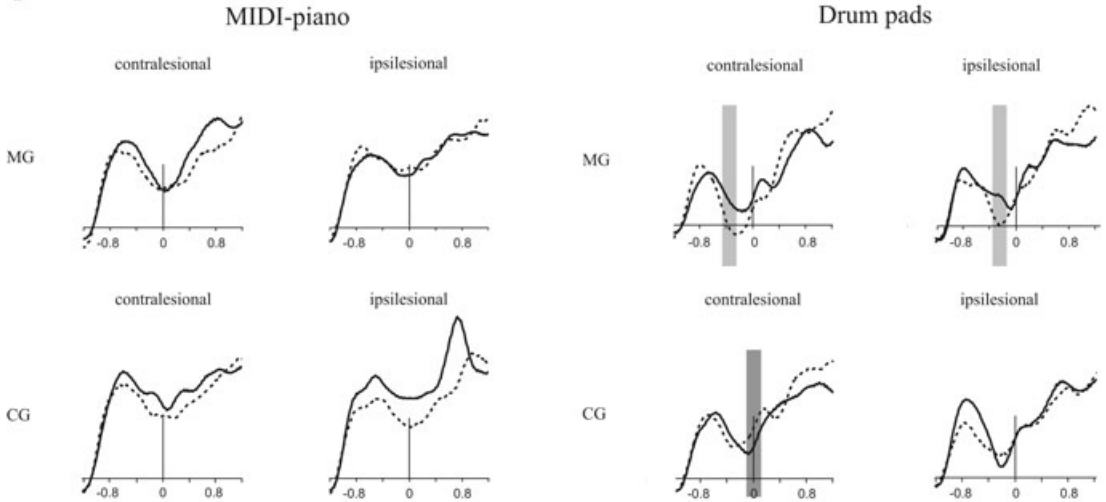 MIDI-piano Drum pads
contralesional ipsilesional contralesional ipsilesional
MG MG
-0.8 0 0.8 -0.8 0 0.8 -0.8 0 0.8 -0.8 0 0.8
contralesional ipsilesional contralesional ipsilesional
CG CG
-0.8 0 0.8 -0.8 0 0.8 -0.8 0 0.8 -0.8 0 0.8